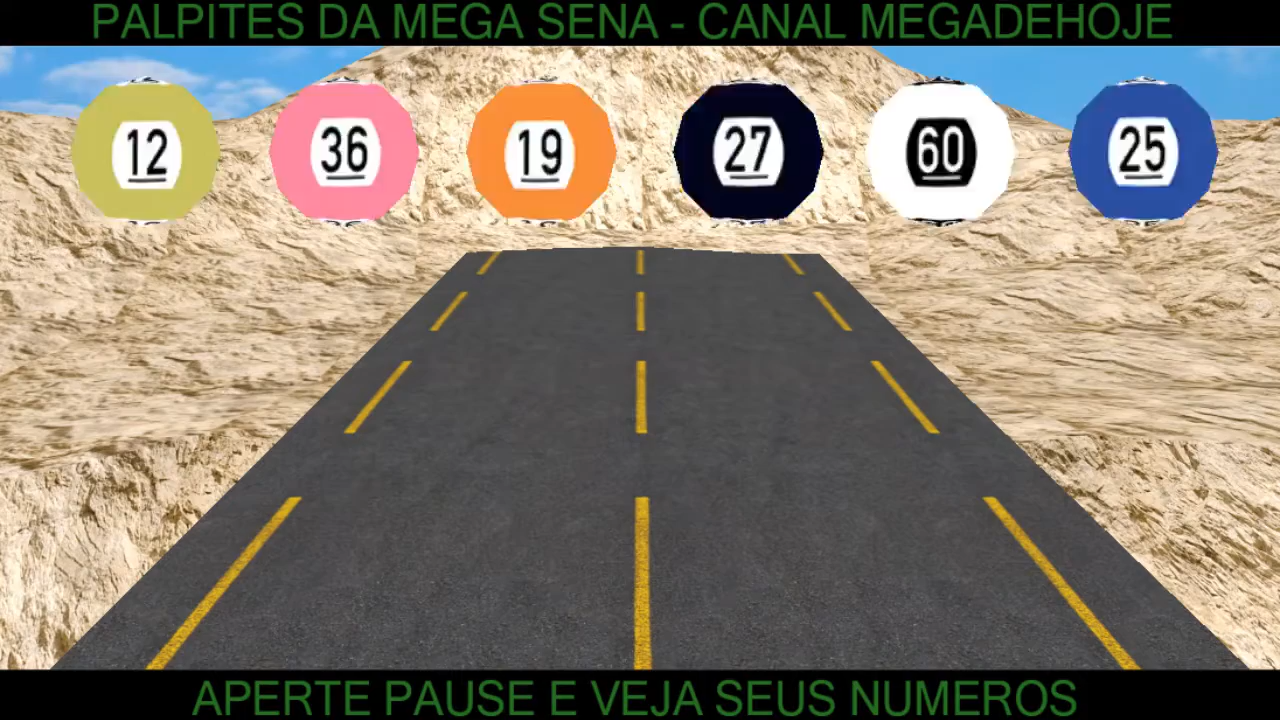 PALPITES DA MEGA SENA - CANAL MEGADEHOJE
12 36 19 27 60 25
APERTE PAUSE E VEJA SEUS NUMEROS